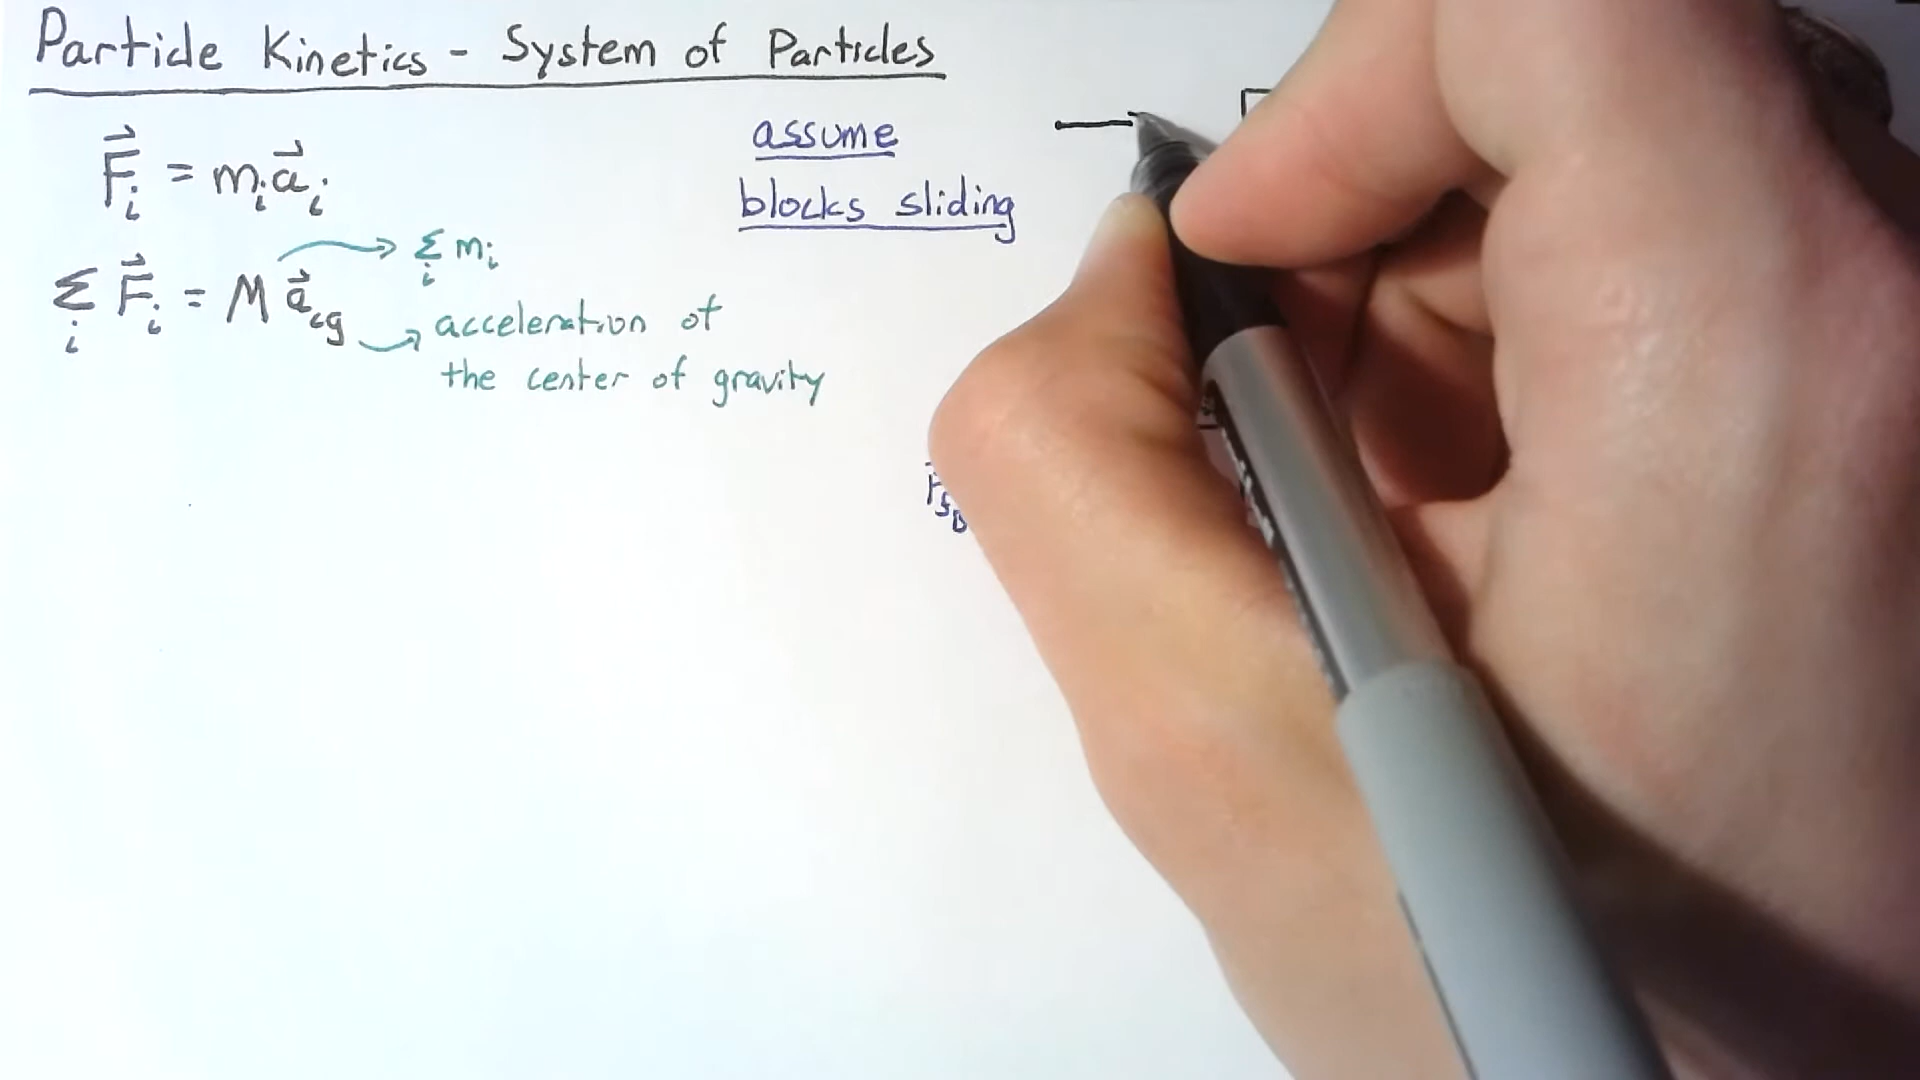 Particle Kinetics - System of Particles
F⃗ᵢ = mᵢa⃗ᵢ
Σᵢ F⃗ᵢ = M a⃗cg
Σᵢ mᵢ
acceleration of
the center of gravity
assume
blocks sliding